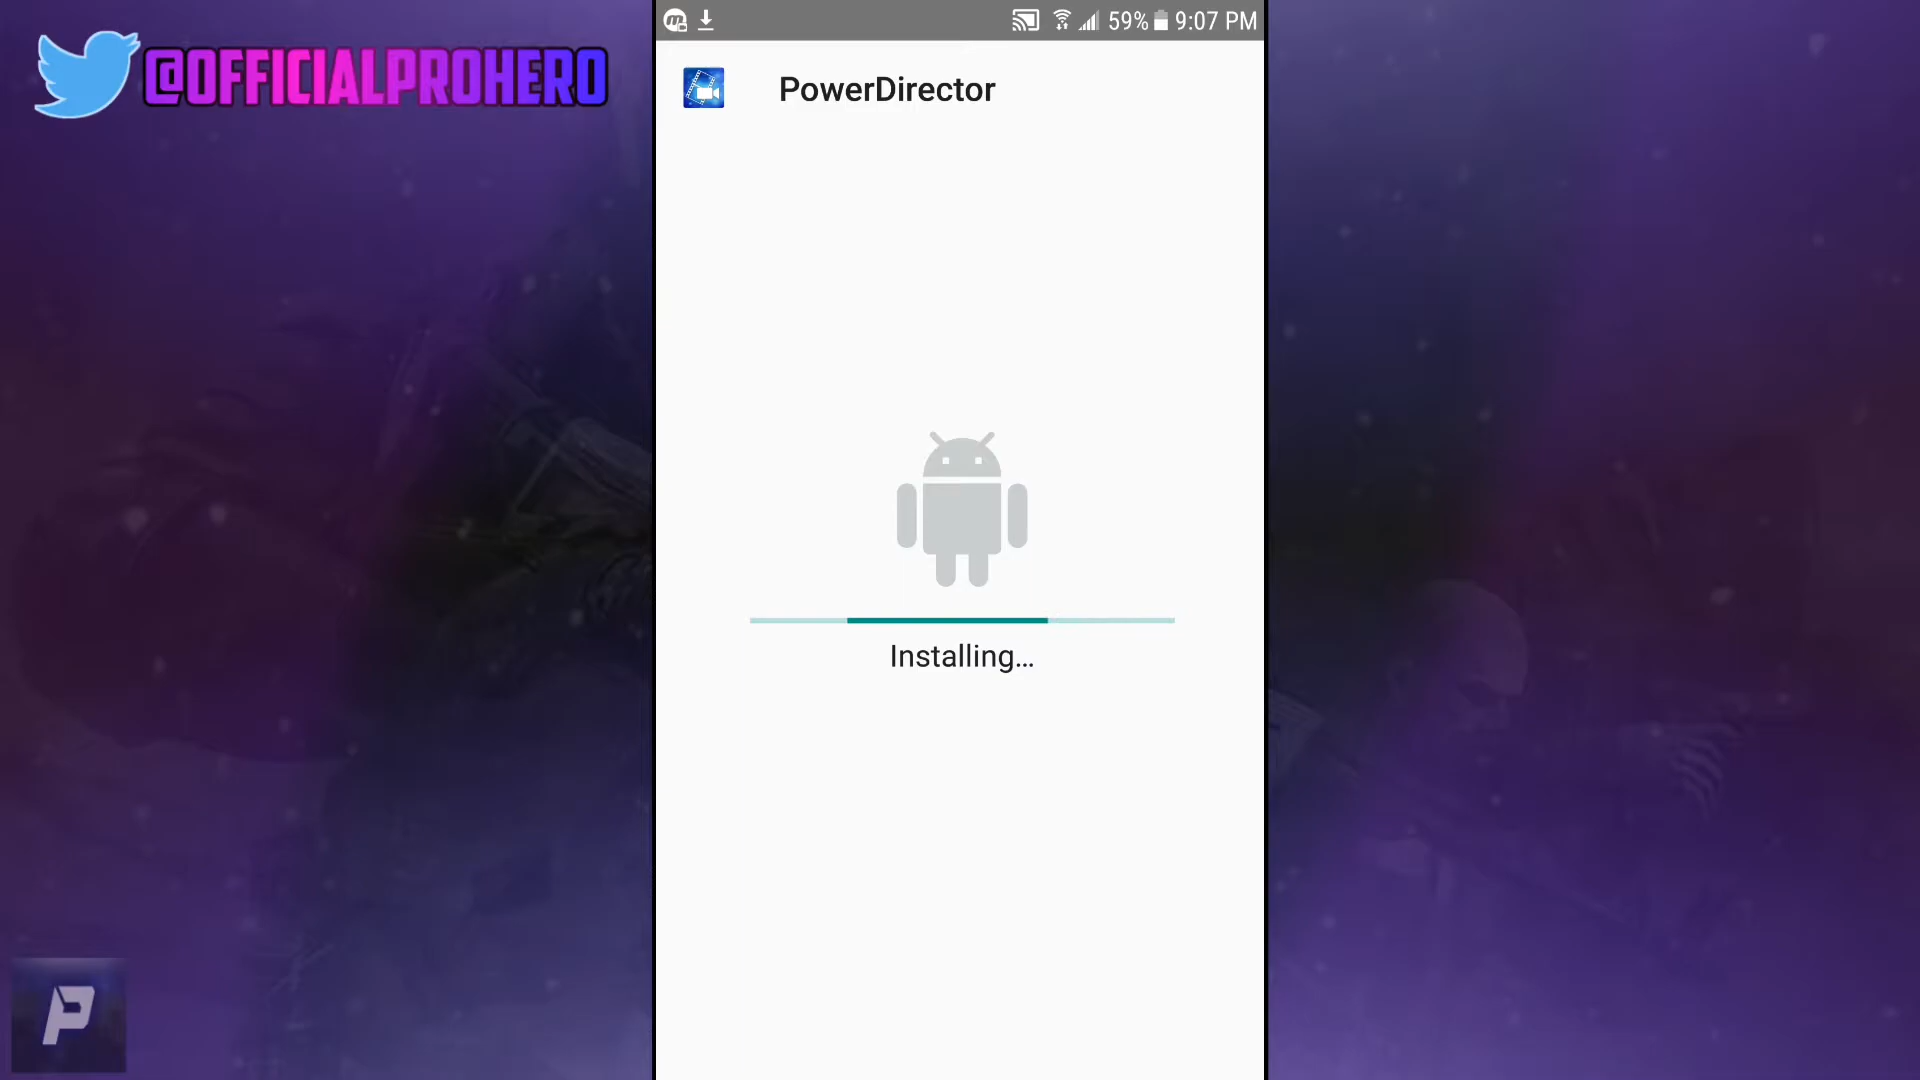 @OFFICIALPROHERO
59% 9:07 PM
PowerDirector
Installing...
P